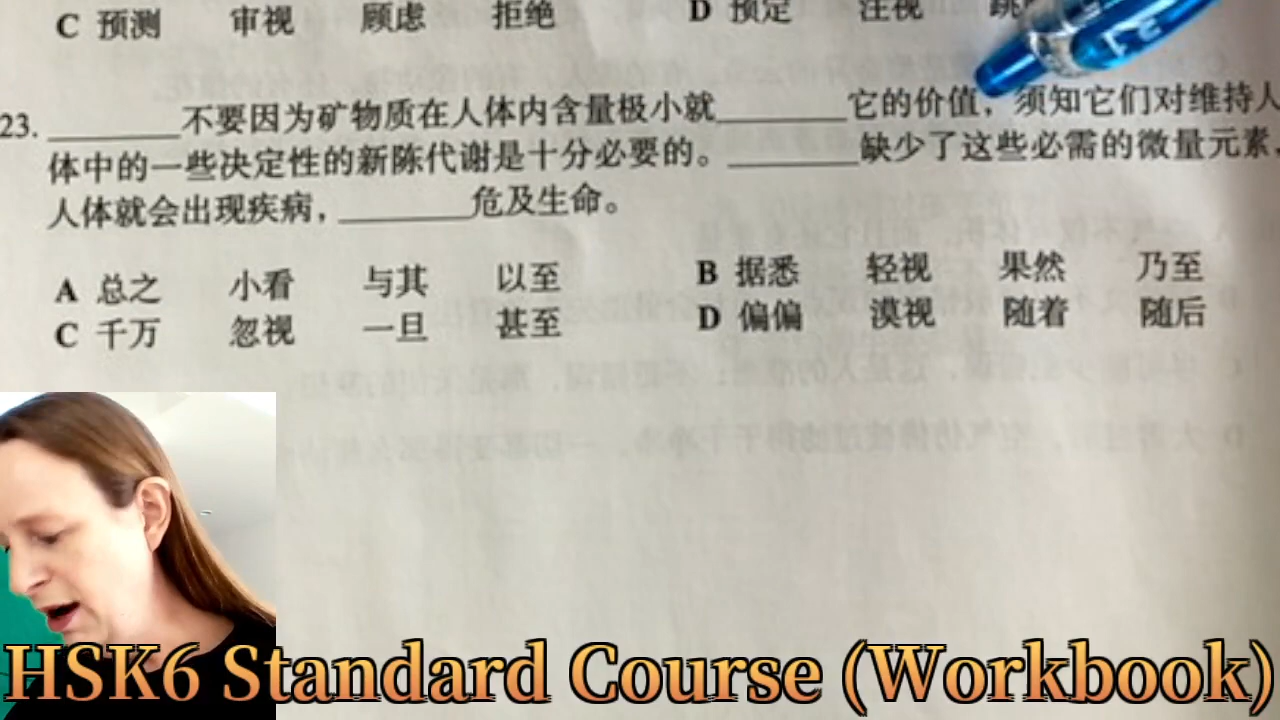 C 预测 审视 顾虑 拒绝 D 预定 注视
23. ________不要因为矿物质在人体内含量极小就________它的价值，须知它们对维持人
体中的一些决定性的新陈代谢是十分必要的。________缺少了这些必需的微量元素，
人体就会出现疾病，________危及生命。
A 总之 小看 与其 以至 B 据悉 轻视 果然 乃至
C 千万 忽视 一旦 甚至 D 偏偏 漠视 随着 随后
HSK6 Standard Course (Workbook)